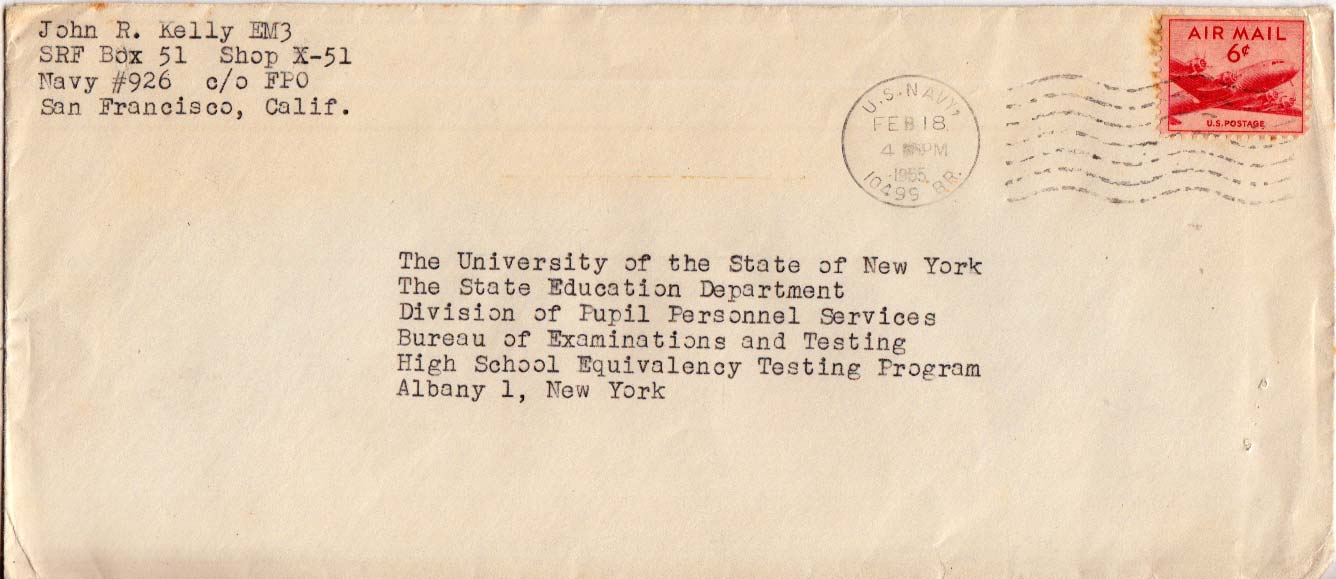 John R. Kelly EM3
SRF Box 51 Shop X-51
Navy #926 c/o FPO
San Francisco, Calif.
AIR MAIL
6¢
U.S. POSTAGE
U.S. NAVY
FEB 18
4 PM
1955
10499 BR.
The University of the State of New York
The State Education Department
Division of Pupil Personnel Services
Bureau of Examinations and Testing
High School Equivalency Testing Program
Albany 1, New York